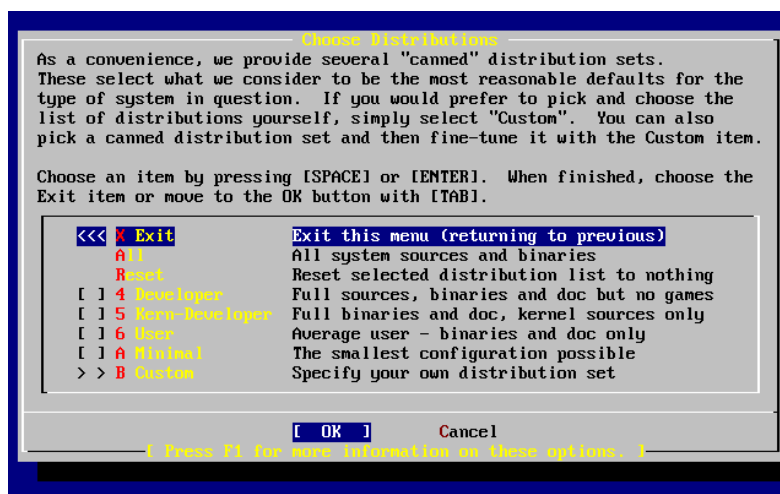 Choose Distributions
As a convenience, we provide several "canned" distribution sets.
These select what we consider to be the most reasonable defaults for the
type of system in question.  If you would prefer to pick and choose the
list of distributions yourself, simply select "Custom".  You can also
pick a canned distribution set and then fine-tune it with the Custom item.
Choose an item by pressing [SPACE] or [ENTER].  When finished, choose the
Exit item or move to the OK button with [TAB].
<<< X Exit Exit this menu (returning to previous)
All All system sources and binaries
Reset Reset selected distribution list to nothing
[ ] 4 Developer Full sources, binaries and doc but no games
[ ] 5 Kern-Developer Full binaries and doc, kernel sources only
[ ] 6 User Average user - binaries and doc only
[ ] A Minimal The smallest configuration possible
> > B Custom Specify your own distribution set
[ OK ] Cancel
[ Press F1 for more information on these options. ]